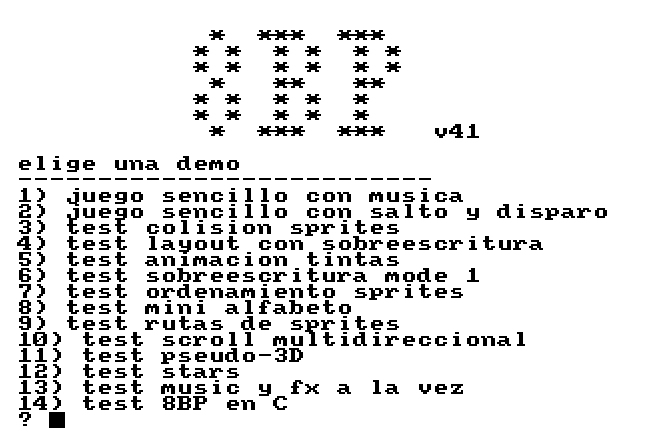 8BP
v41
elige una demo
--------------------------
1) juego sencillo con musica
2) juego sencillo con salto y disparo
3) test colision sprites
4) test layout con sobreescritura
5) test animacion tintas
6) test sobreescritura mode 1
7) test ordenamiento sprites
8) test mini alfabeto
9) test rutas de sprites
10) test scroll multidireccional
11) test pseudo-3D
12) test stars
13) test music y fx a la vez
14) test 8BP en C
?